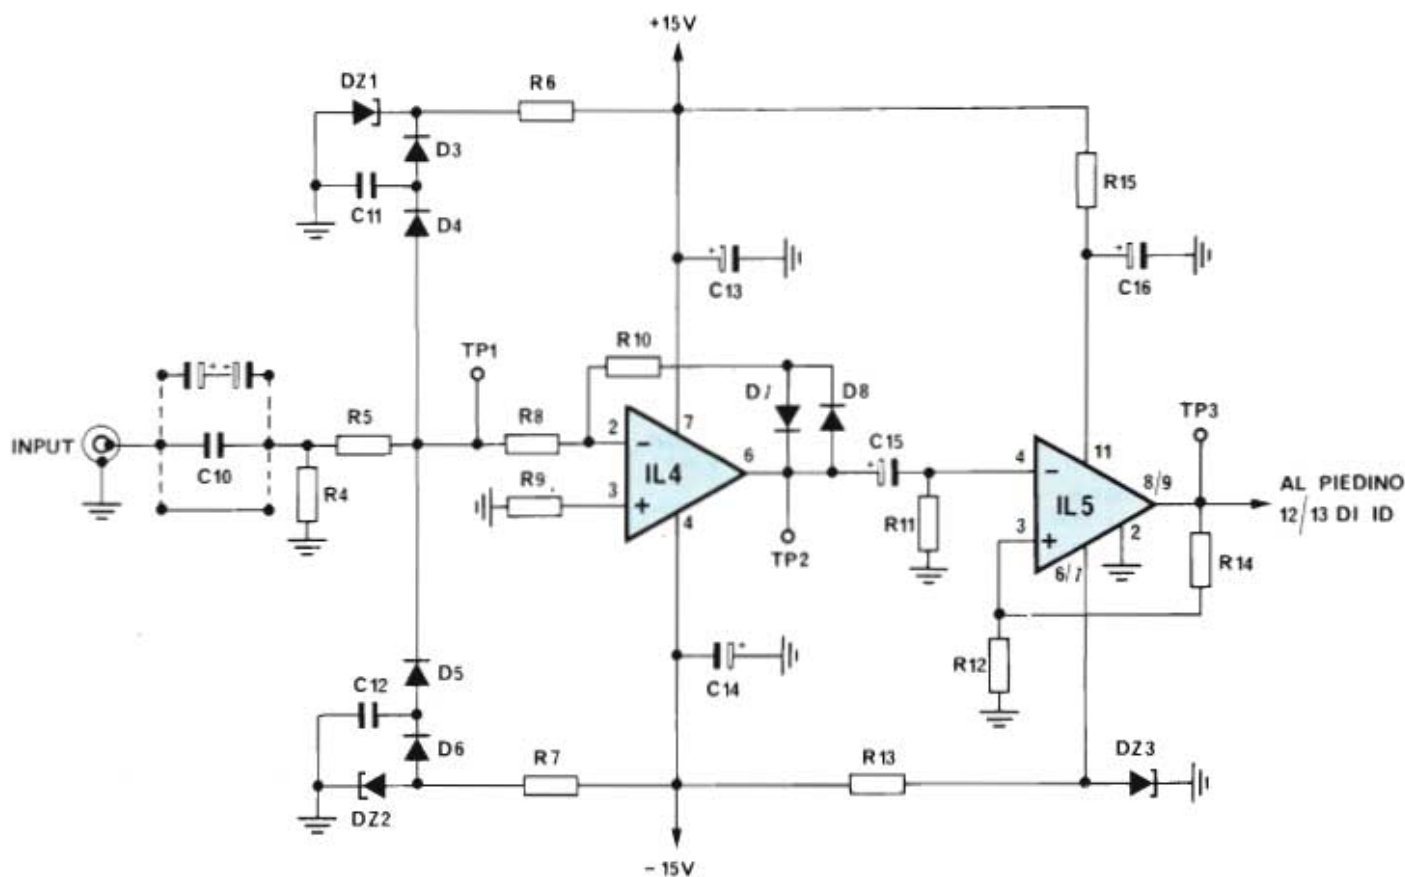 +15V
DZ1
R6
D3
C11
D4
R15
C13
C16
TP1
R10
D7
D8
INPUT
R5
R8
2
7
C15
TP3
C10
R4
IL4
6
4
11
8/9
AL PIEDINO
12/13 DI ID
R9
3
4
R11
IL5
3
2
6/7
TP2
R14
R12
D5
C12
C14
D6
R7
R13
DZ3
DZ2
-15V
+
-
+
-
+
+
+
+
+
+